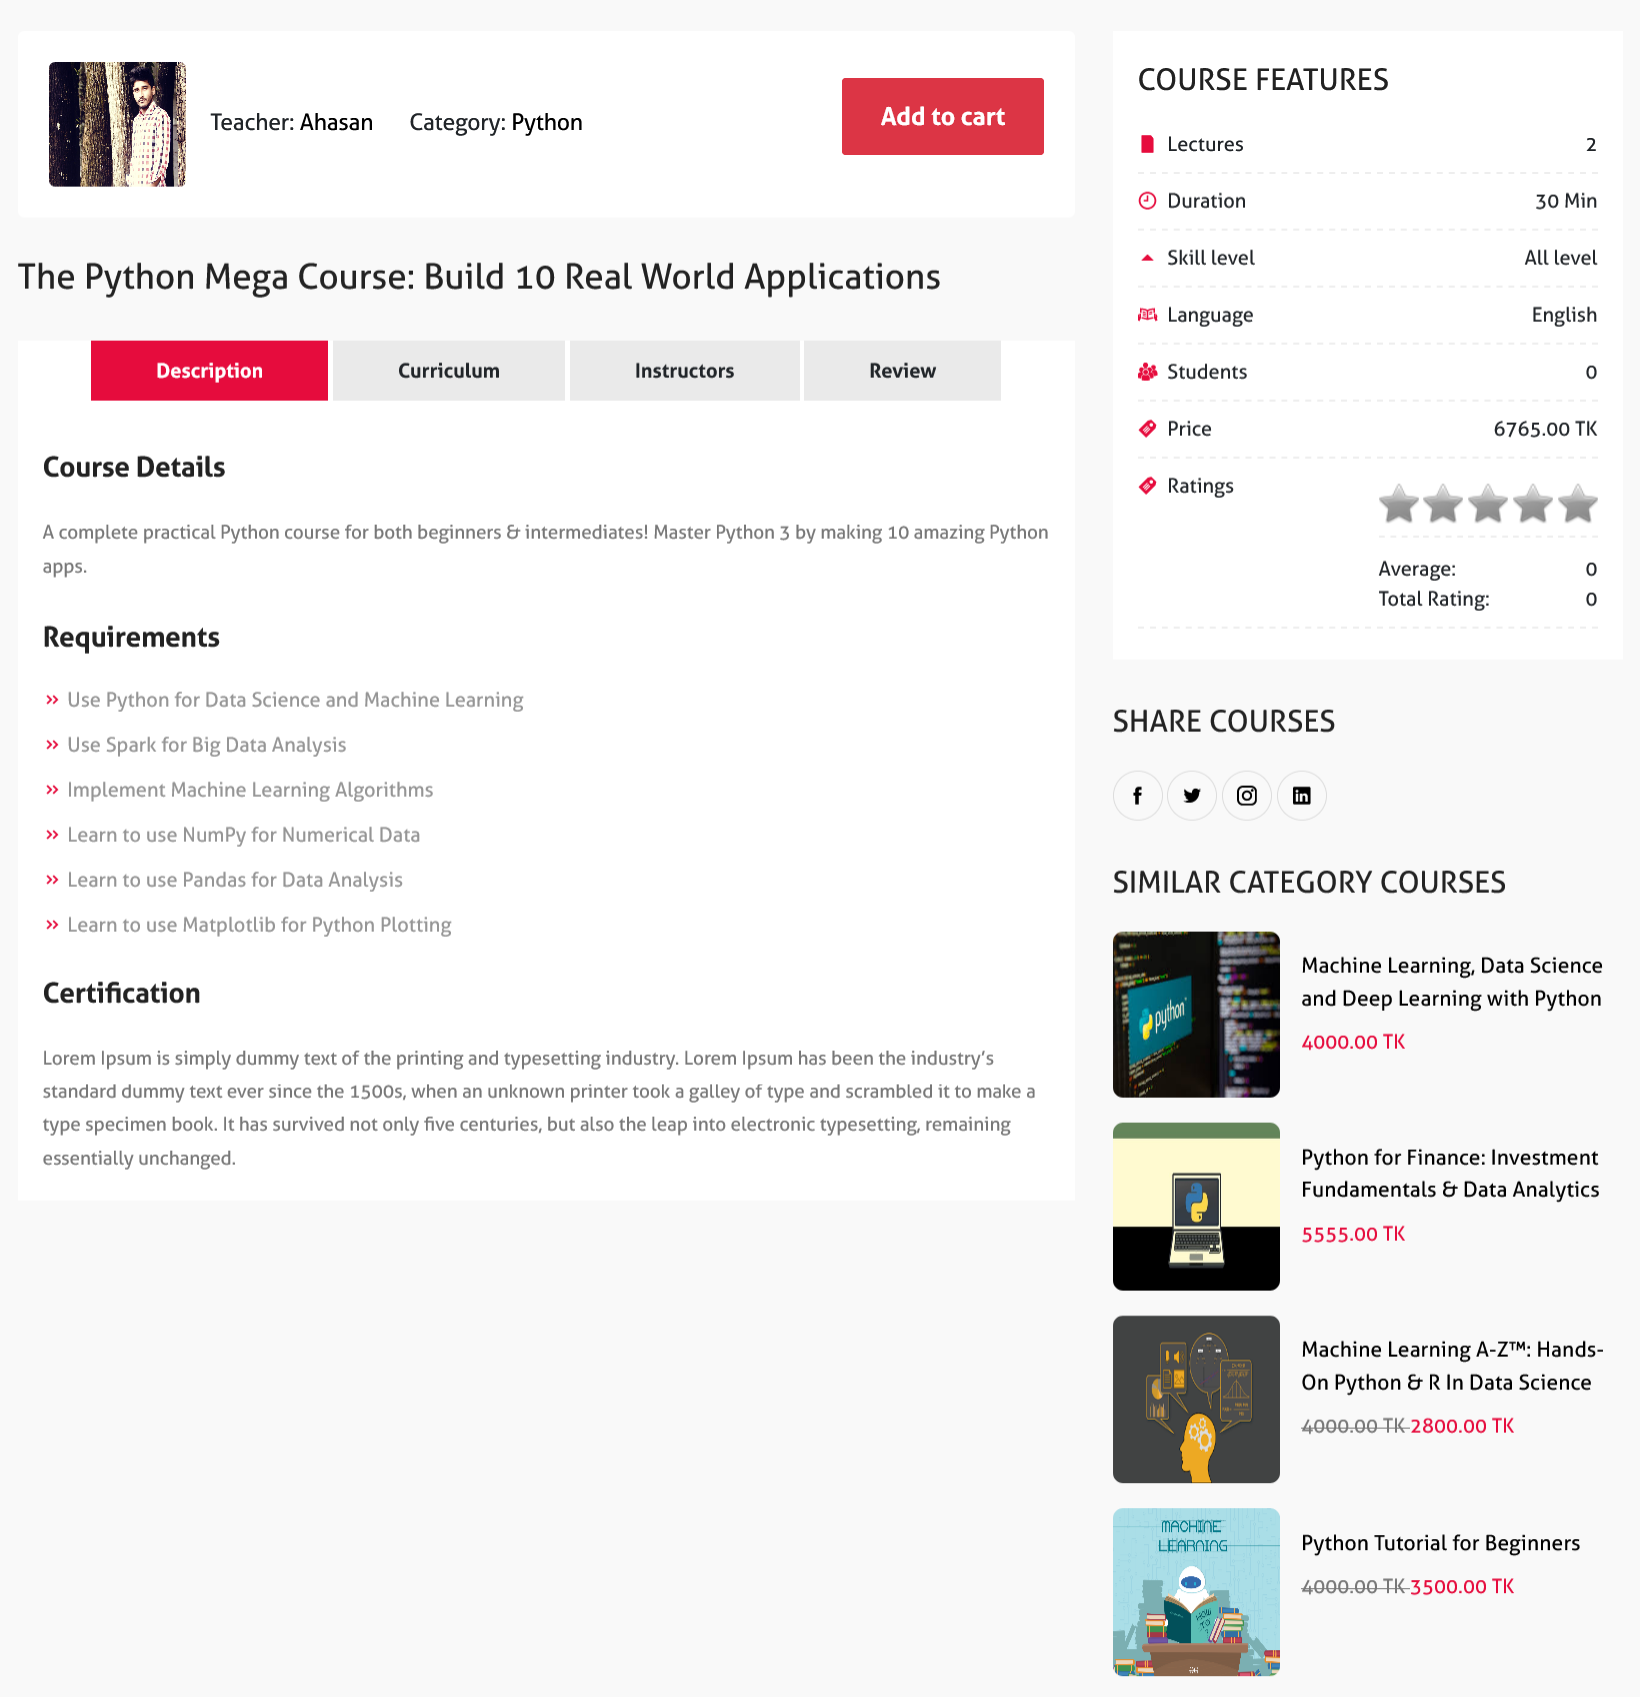 Teacher: Ahasan
Category: Python
Add to cart
The Python Mega Course: Build 10 Real World Applications
Description
Curriculum
Instructors
Review
Course Details
A complete practical Python course for both beginners & intermediates! Master Python 3 by making 10 amazing Python
apps.
Requirements
Use Python for Data Science and Machine Learning
Use Spark for Big Data Analysis
Implement Machine Learning Algorithms
Learn to use NumPy for Numerical Data
Learn to use Pandas for Data Analysis
Learn to use Matplotlib for Python Plotting
Certification
Lorem Ipsum is simply dummy text of the printing and typesetting industry. Lorem Ipsum has been the industry’s
standard dummy text ever since the 1500s, when an unknown printer took a galley of type and scrambled it to make a
type specimen book. It has survived not only five centuries, but also the leap into electronic typesetting, remaining
essentially unchanged.
COURSE FEATURES
Lectures 2
Duration 30 Min
Skill level All level
Language English
Students 0
Price 6765.00 TK
Ratings
Average: 0
Total Rating: 0
SHARE COURSES
SIMILAR CATEGORY COURSES
python
Machine Learning, Data Science
and Deep Learning with Python
4000.00 TK
Python for Finance: Investment
Fundamentals & Data Analytics
5555.00 TK
Machine Learning A-Z™: Hands-
On Python & R In Data Science
4000.00 TK 2800.00 TK
MACHINE
LEARNING
HOW
TO
Python Tutorial for Beginners
4000.00 TK 3500.00 TK